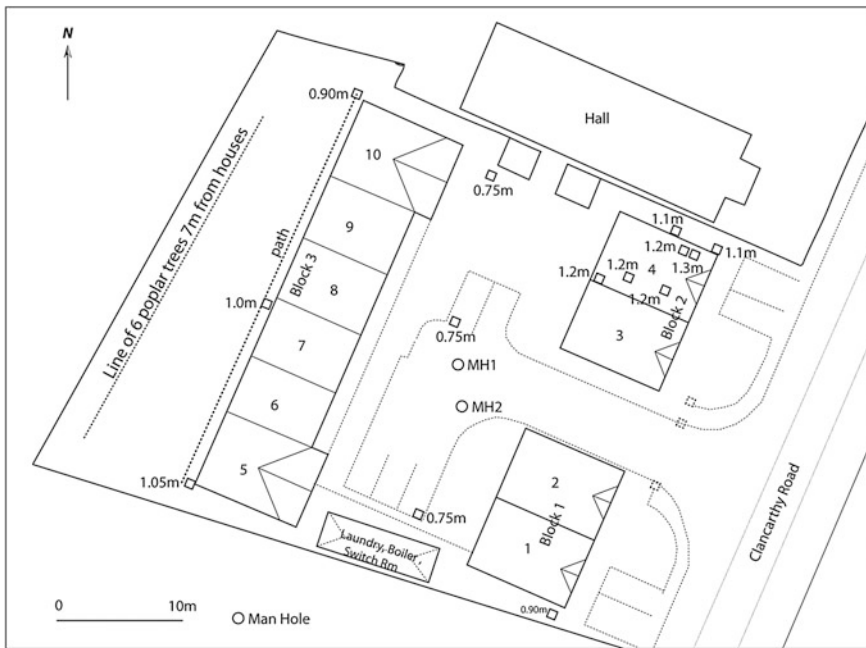 N
Hall
0.90m
10
0.75m
9
1.1m
1.1m
1.2m
1.3m
4
1.2m
1.2m
1.2m
Line of 6 poplar trees 7m from houses
path
Block 3
8
1.0m
Block 2
3
0.75m
7
MH1
MH2
6
5
1.05m
2
Block 1
1
0.75m
Laundry, Boiler,
Switch Rm
Clancarthy Road
0.90m
0 10m
Man Hole